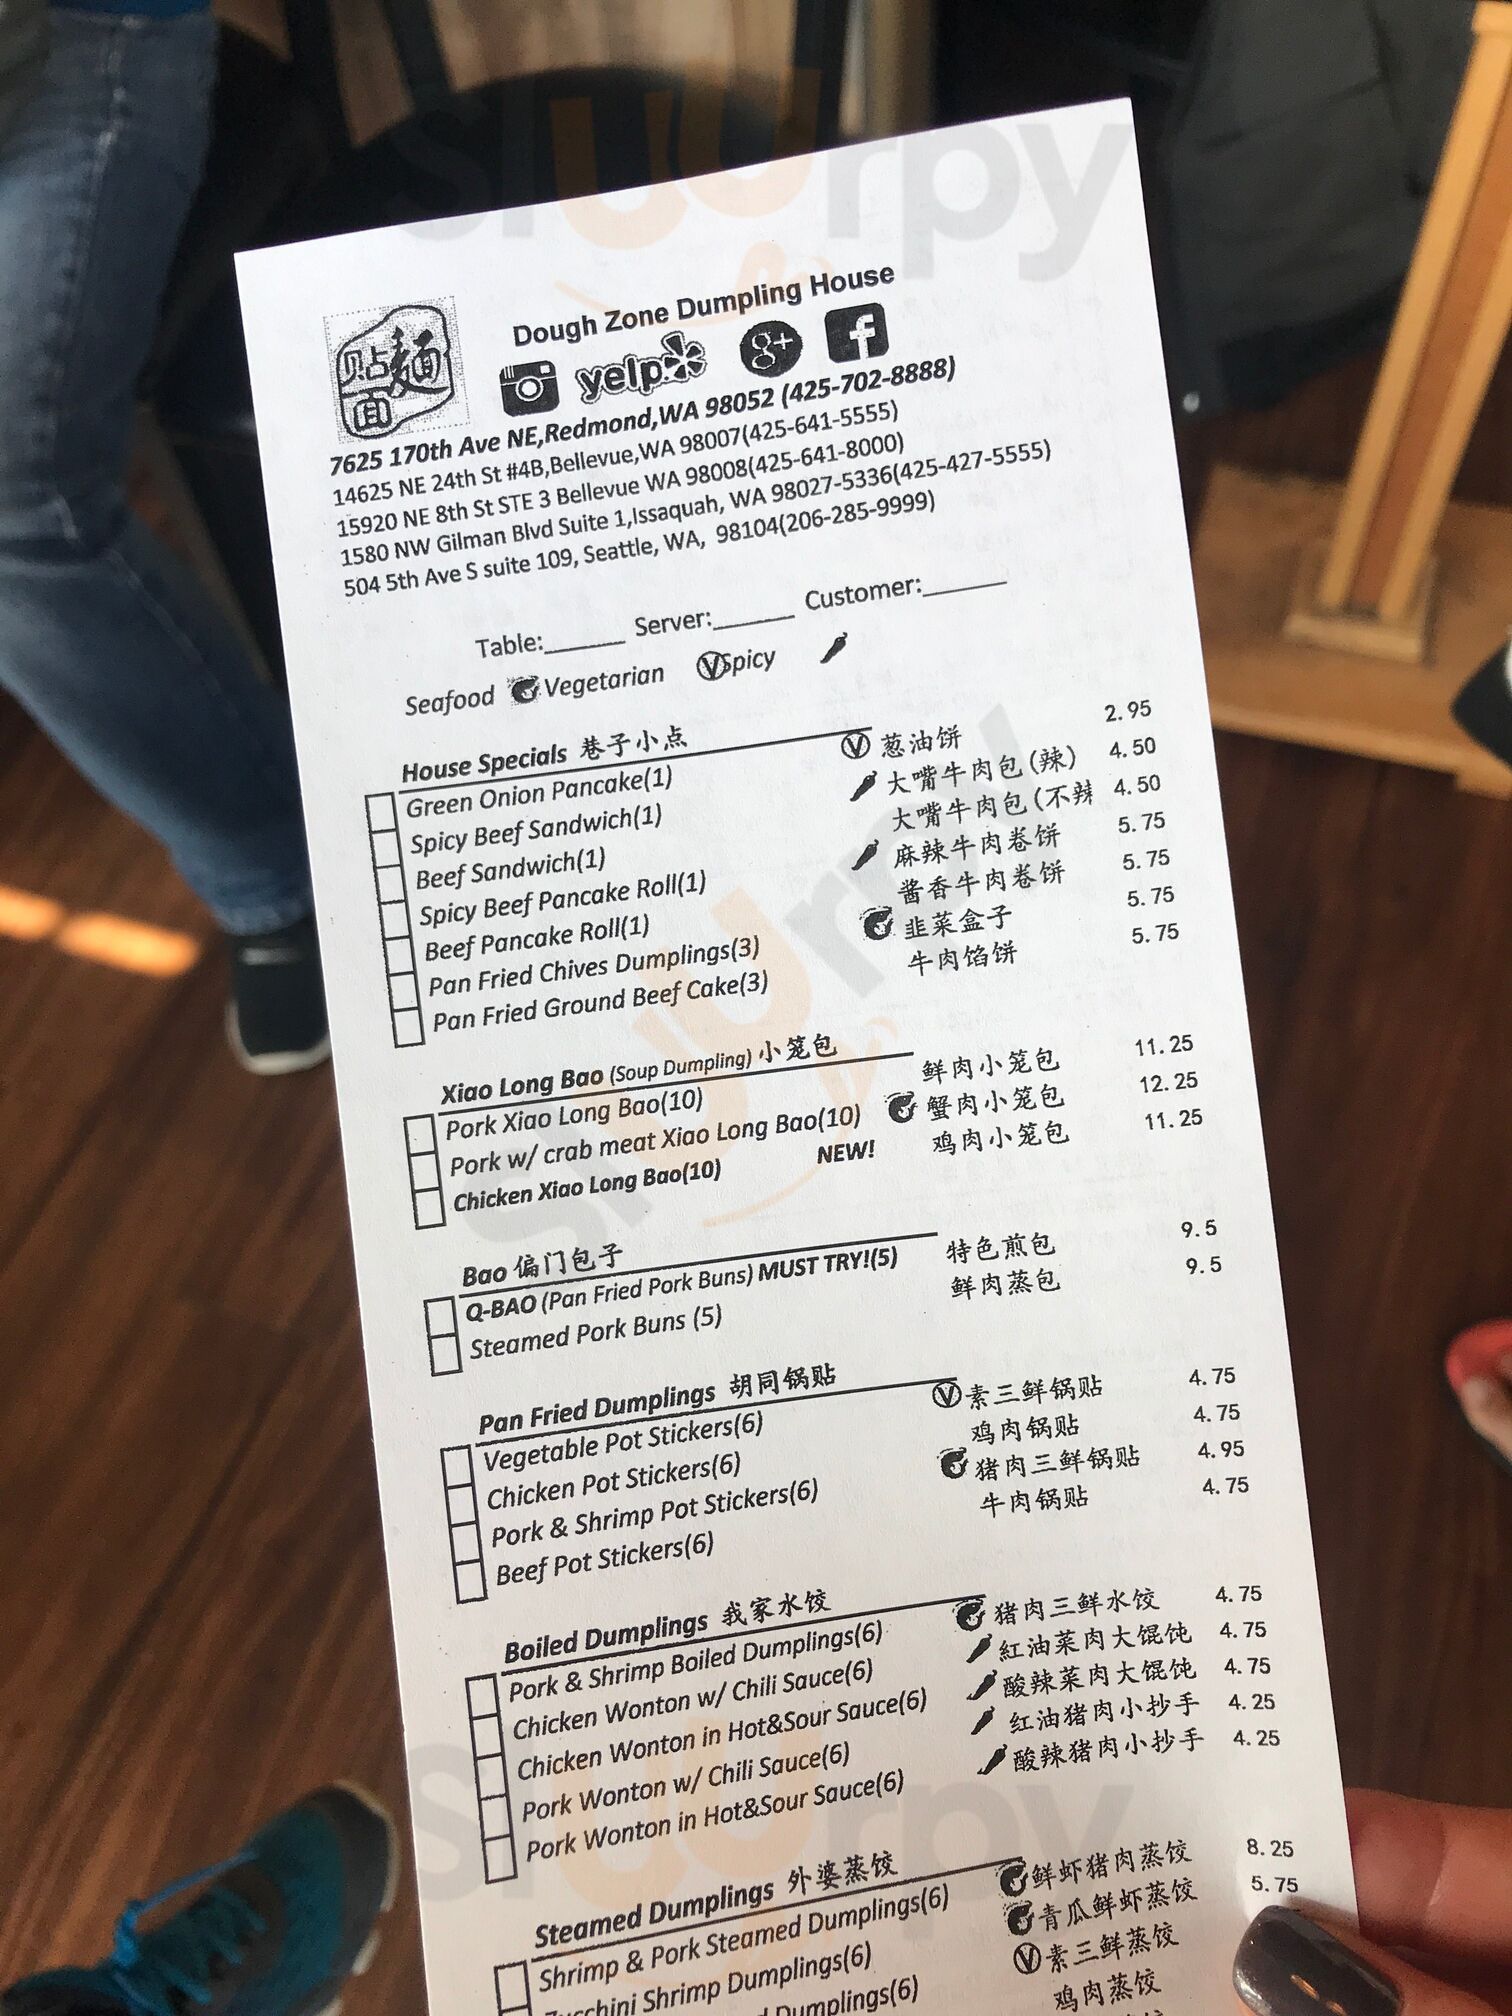 Dough Zone Dumpling House
贴麵面
yelp g+ f
7625 170th Ave NE,Redmond,WA 98052 (425-702-8888)
14625 NE 24th St #4B,Bellevue,WA 98007(425-641-5555)
15920 NE 8th St STE 3 Bellevue WA 98008(425-641-8000)
1580 NW Gilman Blvd Suite 1,Issaquah, WA 98027-5336(425-427-5555)
504 5th Ave S suite 109, Seattle, WA, 98104(206-285-9999)
Table:______ Server:______ Customer:______
Seafood Vegetarian V Spicy
House Specials 巷子小点
Green Onion Pancake(1) V 葱油饼 2.95
Spicy Beef Sandwich(1) 大嘴牛肉包(辣) 4.50
Beef Sandwich(1) 大嘴牛肉包(不辣 4.50
Spicy Beef Pancake Roll(1) 麻辣牛肉卷饼 5.75
Beef Pancake Roll(1) 酱香牛肉卷饼 5.75
Pan Fried Chives Dumplings(3) 韭菜盒子 5.75
Pan Fried Ground Beef Cake(3) 牛肉馅饼 5.75
Xiao Long Bao (Soup Dumpling) 小笼包
Pork Xiao Long Bao(10) 鲜肉小笼包 11.25
Pork w/ crab meat Xiao Long Bao(10) 蟹肉小笼包 12.25
Chicken Xiao Long Bao(10) NEW! 鸡肉小笼包 11.25
Bao 偏门包子
Q-BAO (Pan Fried Pork Buns) MUST TRY!(5) 特色煎包 9.5
Steamed Pork Buns (5) 鲜肉蒸包 9.5
Pan Fried Dumplings 胡同锅贴
Vegetable Pot Stickers(6) V 素三鲜锅贴 4.75
Chicken Pot Stickers(6) 鸡肉锅贴 4.75
Pork & Shrimp Pot Stickers(6) 猪肉三鲜锅贴 4.95
Beef Pot Stickers(6) 牛肉锅贴 4.75
Boiled Dumplings 我家水饺
Pork & Shrimp Boiled Dumplings(6) 猪肉三鲜水饺 4.75
Chicken Wonton w/ Chili Sauce(6) 红油菜肉大馄饨 4.75
Chicken Wonton in Hot&Sour Sauce(6) 酸辣菜肉大馄饨 4.75
Pork Wonton w/ Chili Sauce(6) 红油猪肉小抄手 4.25
Pork Wonton in Hot&Sour Sauce(6) 酸辣猪肉小抄手 4.25
Steamed Dumplings 外婆蒸饺
Shrimp & Pork Steamed Dumplings(6) 鲜虾猪肉蒸饺 8.25
Zucchini Shrimp Dumplings(6) 青瓜鲜虾蒸饺 5.75
Dumplings(6) V 素三鲜蒸饺
鸡肉蒸饺
sluurpy
sluurpy
sluurpy